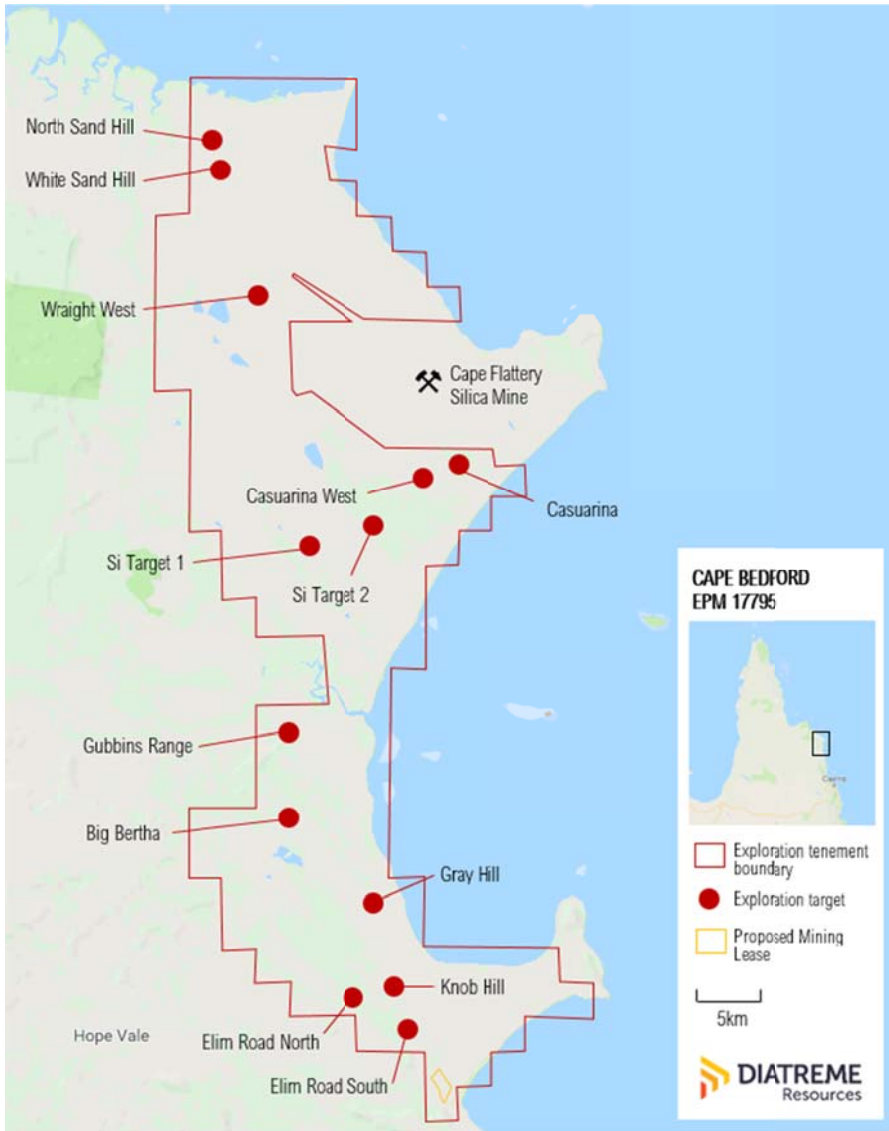 North Sand Hill
White Sand Hill
Wraight West
Cape Flattery
Silica Mine
Casuarina West
Casuarina
Si Target 1
Si Target 2
Gubbins Range
Big Bertha
Gray Hill
Knob Hill
Elim Road North
Hope Vale
Elim Road South
CAPE BEDFORD
EPM 17795
Cairns
Exploration tenement
boundary
Exploration target
Proposed Mining
Lease
5km
DIATREME
Resources